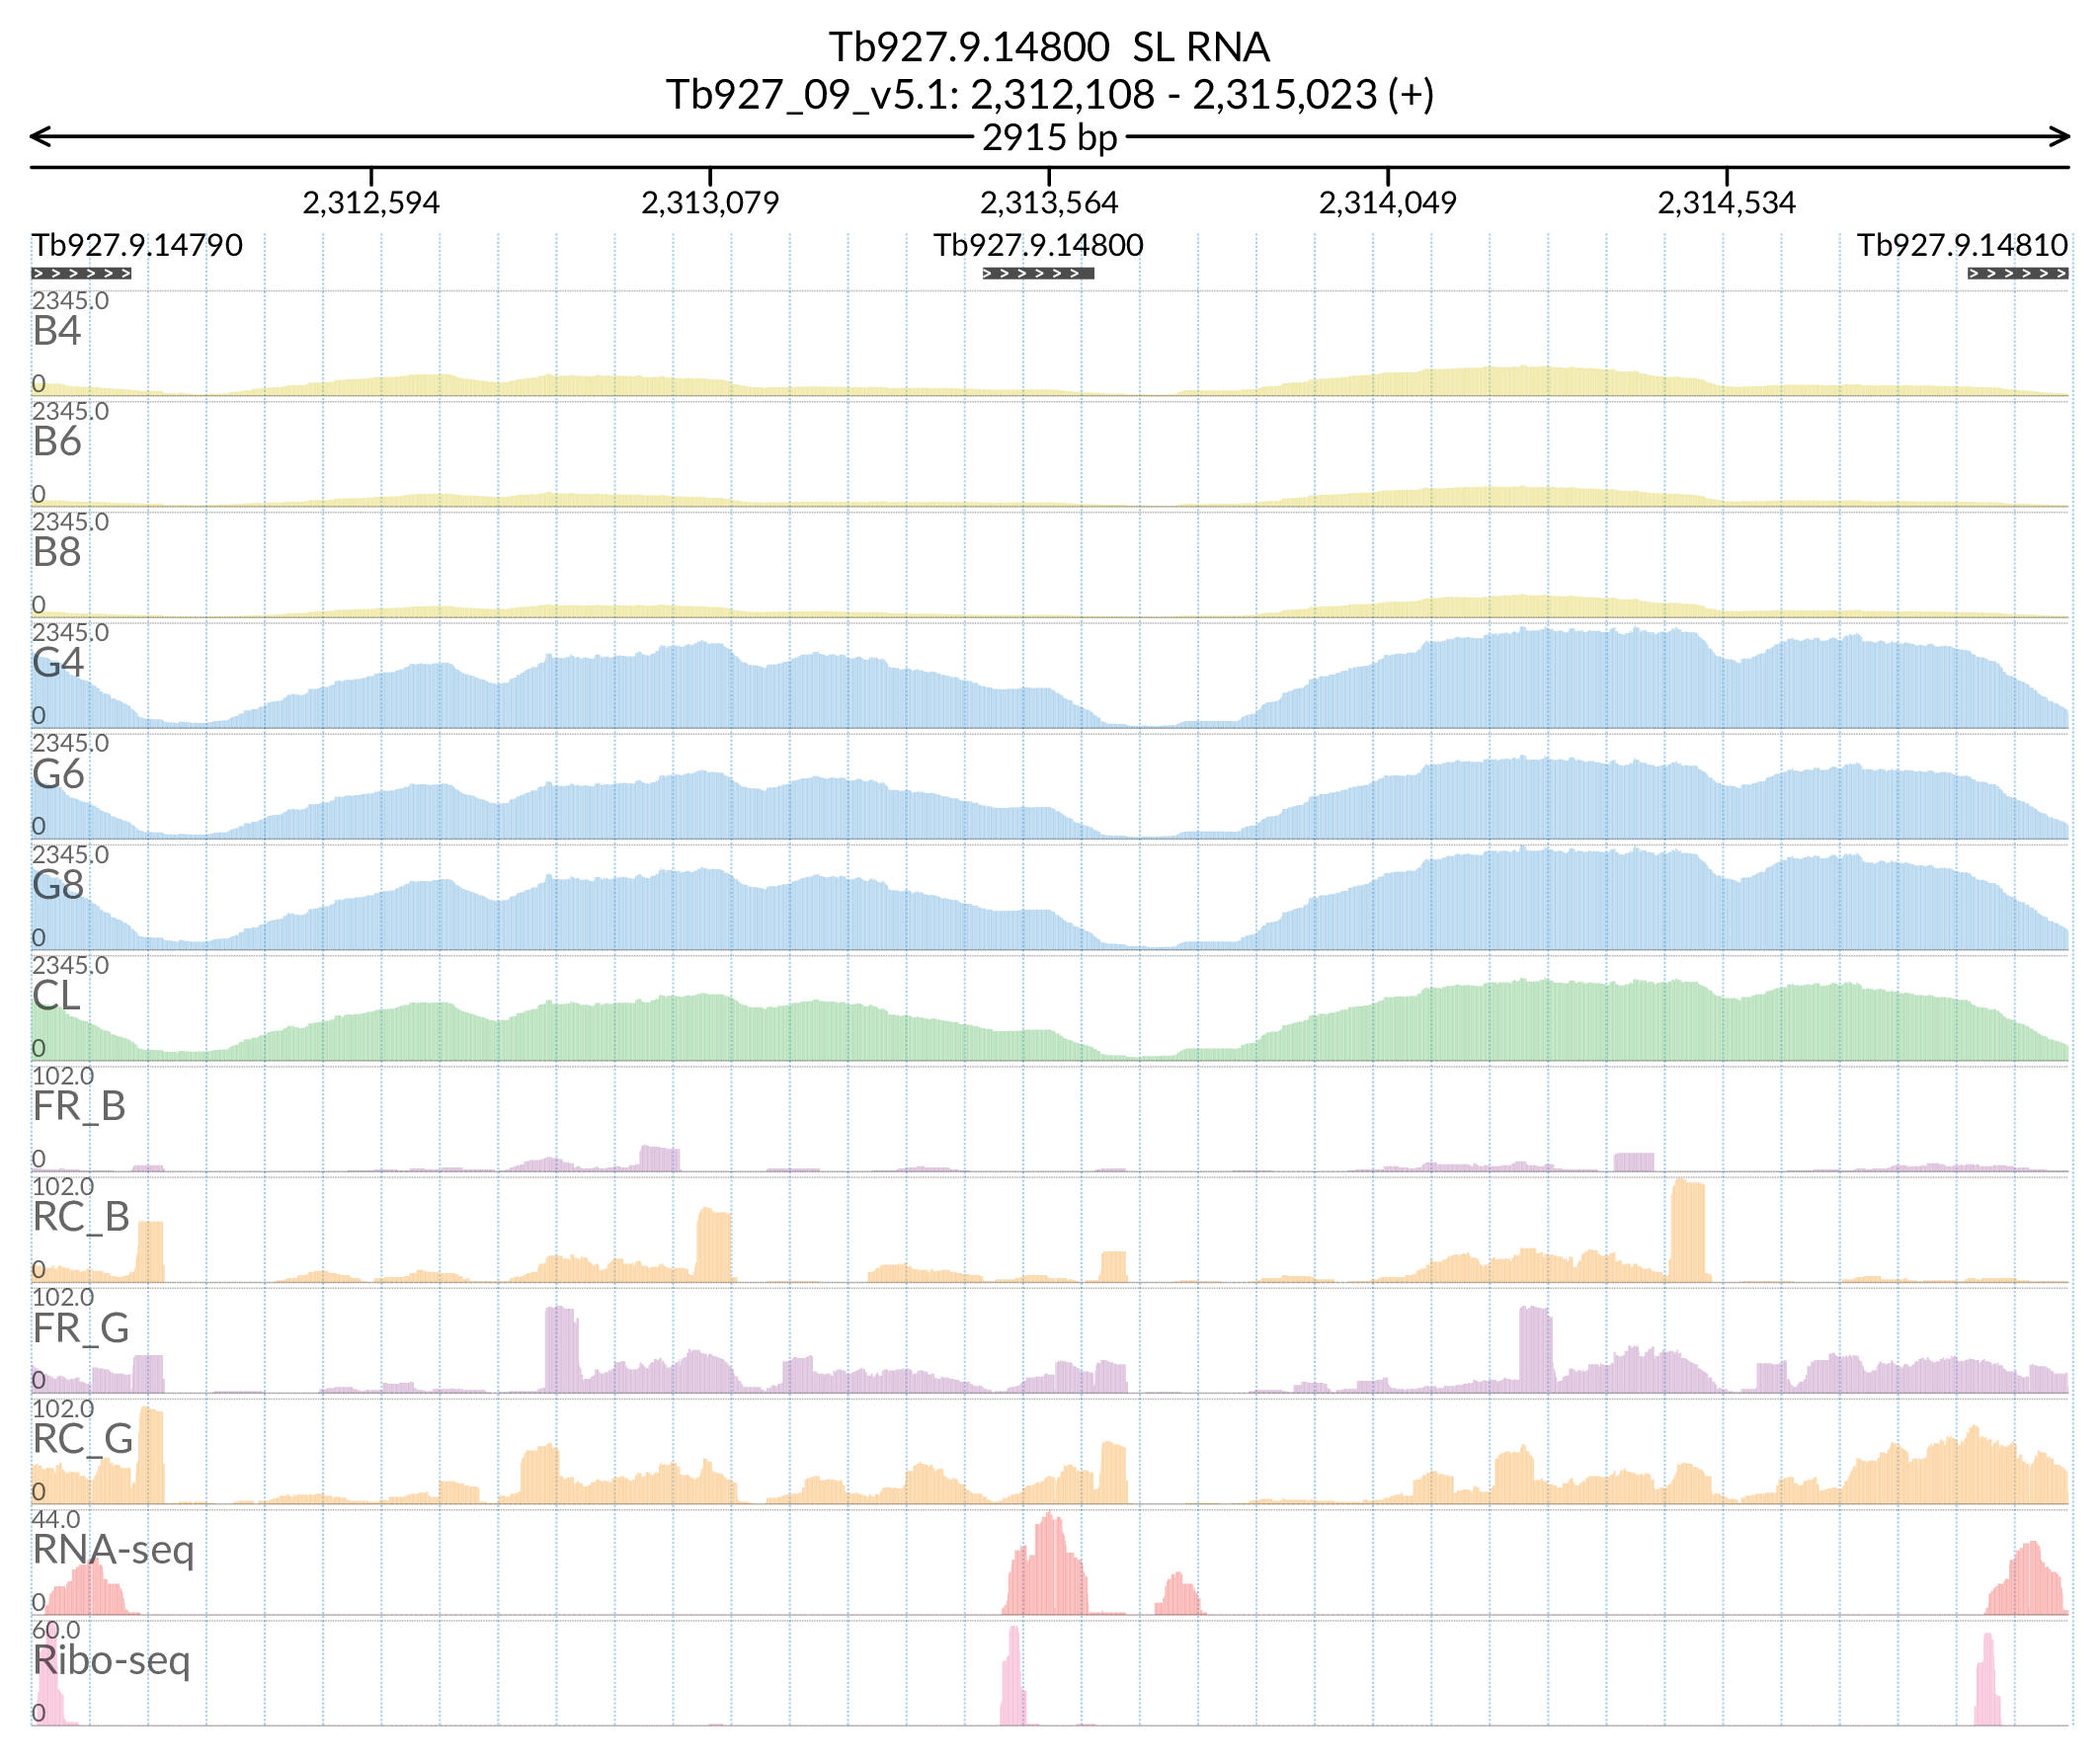 Tb927.9.14800 SL RNA
Tb927_09_v5.1: 2,312,108 - 2,315,023 (+)
2915 bp
2,312,594 2,313,079 2,313,564 2,314,049 2,314,534
Tb927.9.14790 Tb927.9.14800 Tb927.9.14810
2345.0
B4
0
2345.0
B6
0
2345.0
B8
0
2345.0
G4
0
2345.0
G6
0
2345.0
G8
0
2345.0
CL
0
102.0
FR_B
0
102.0
RC_B
0
102.0
FR_G
0
102.0
RC_G
0
44.0
RNA-seq
0
60.0
Ribo-seq
0